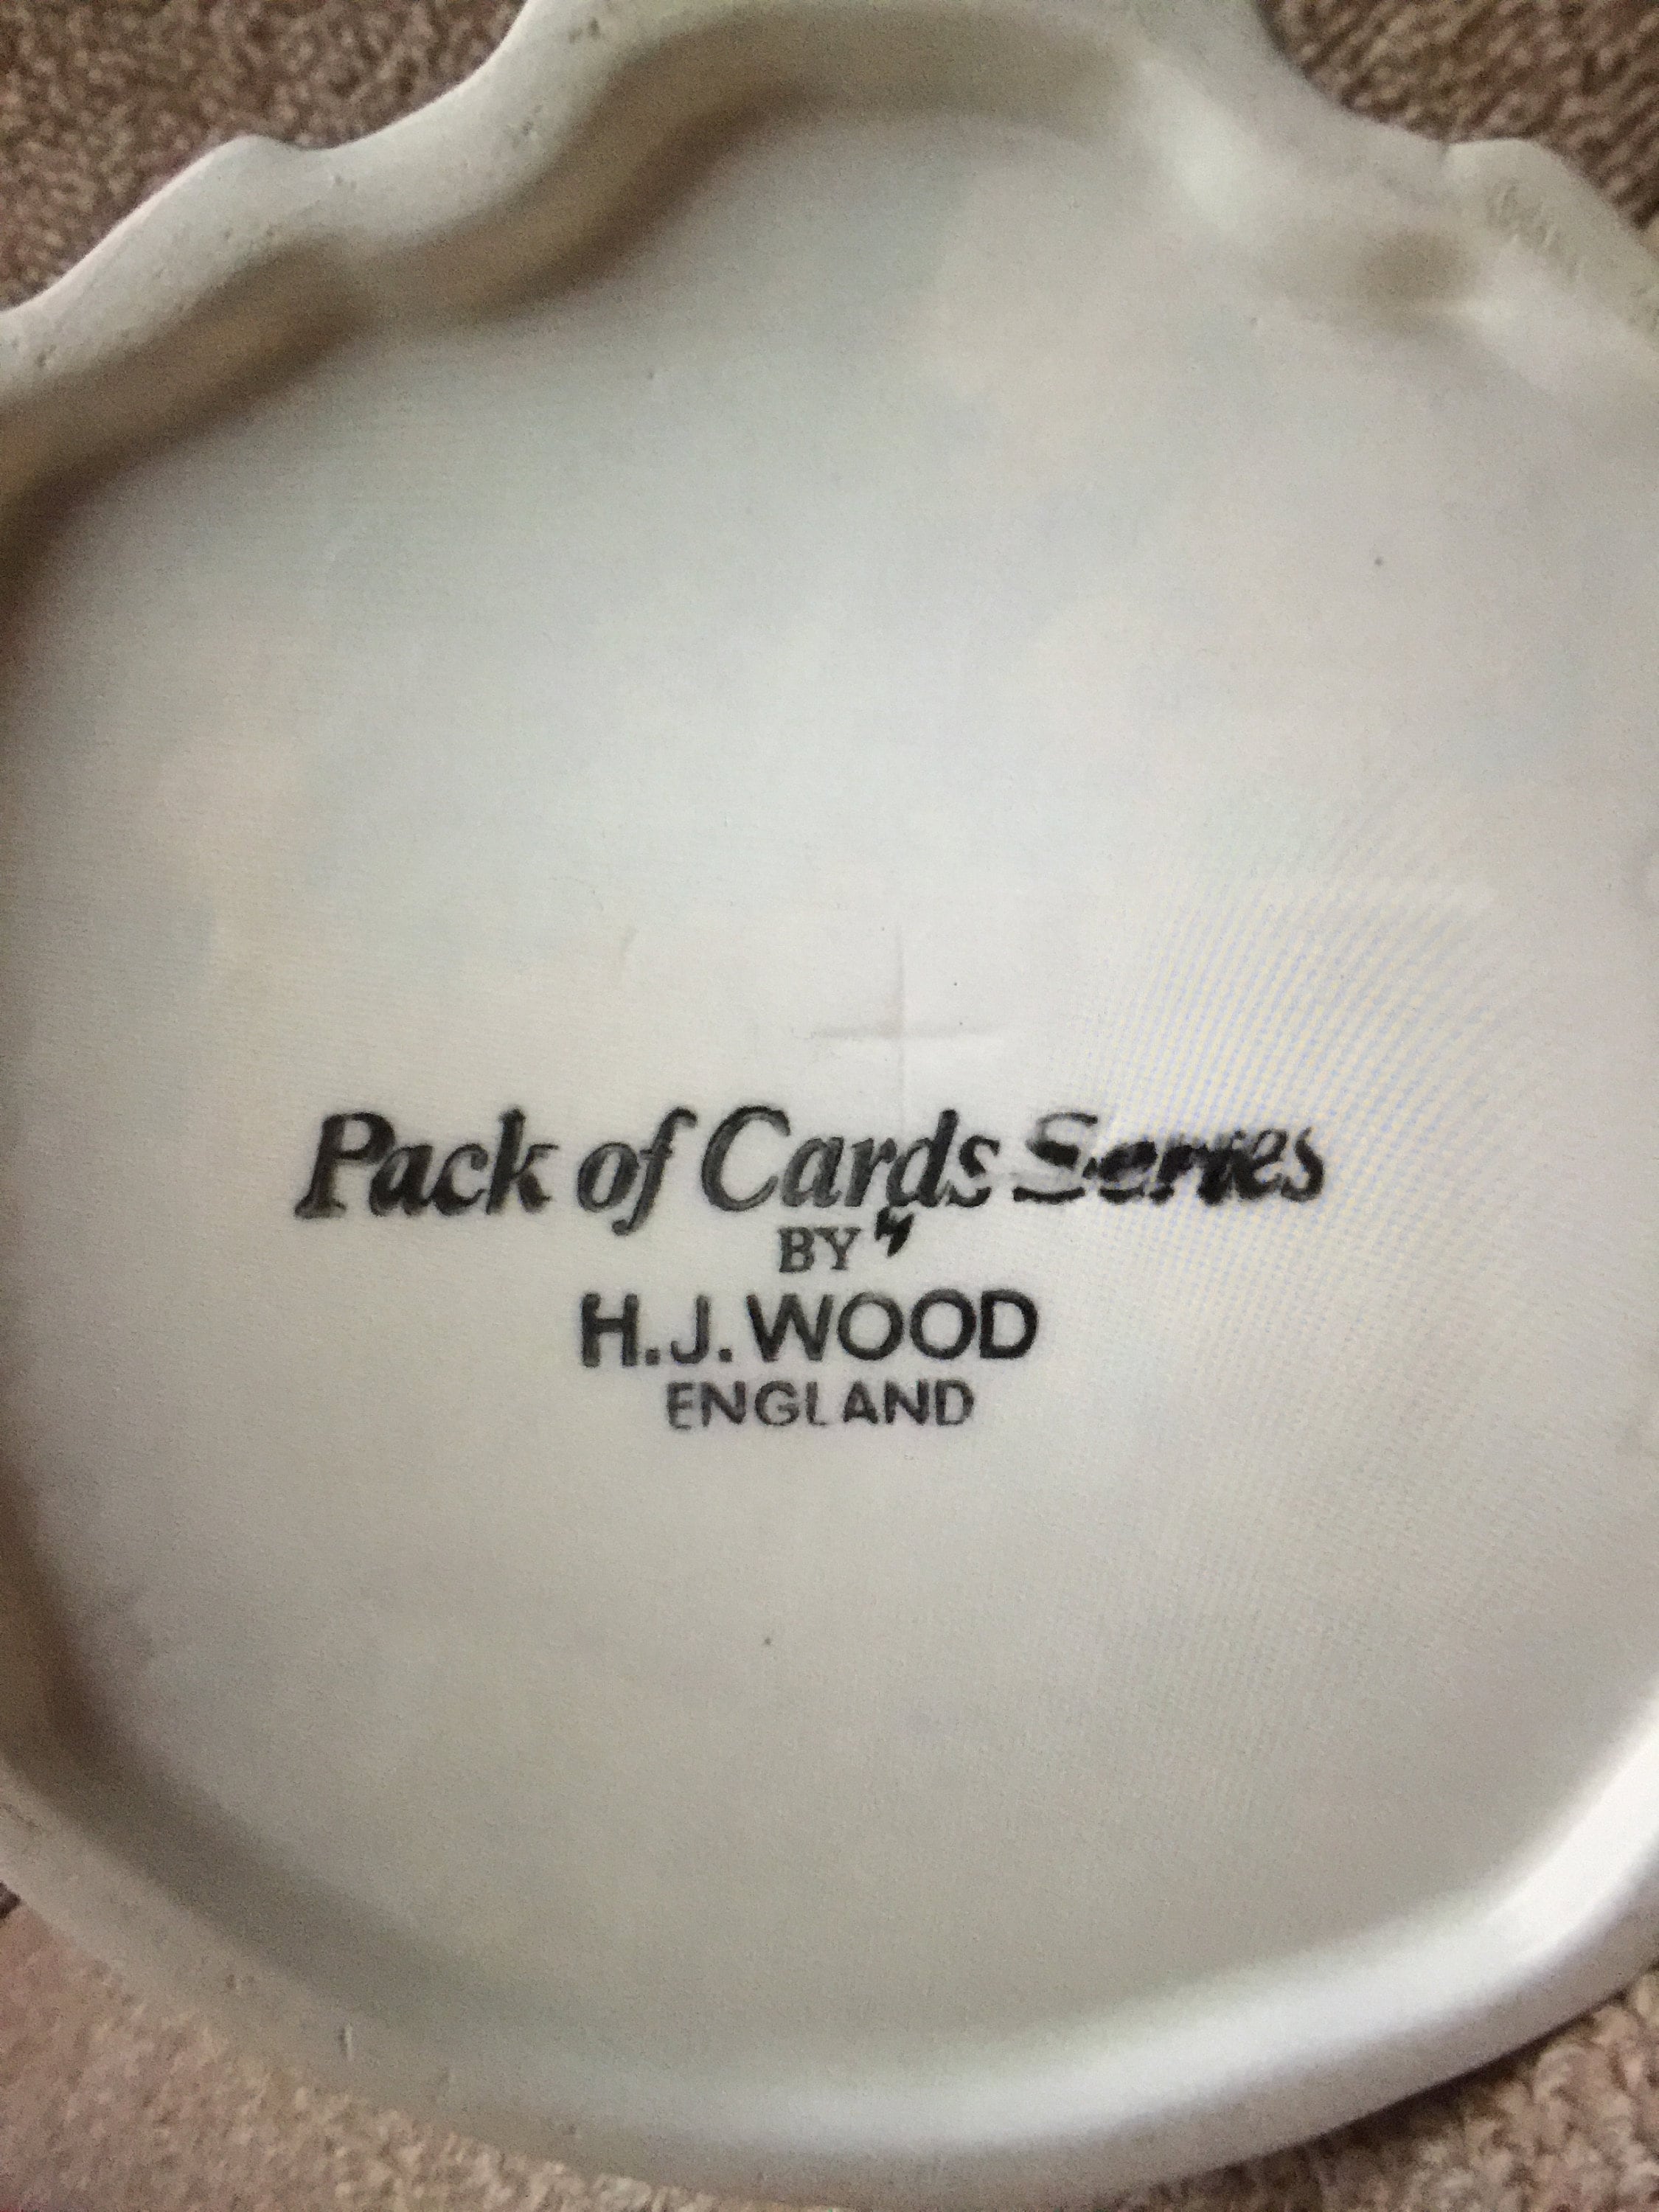 Pack of Cards Series
BY
H.J.WOOD
ENGLAND